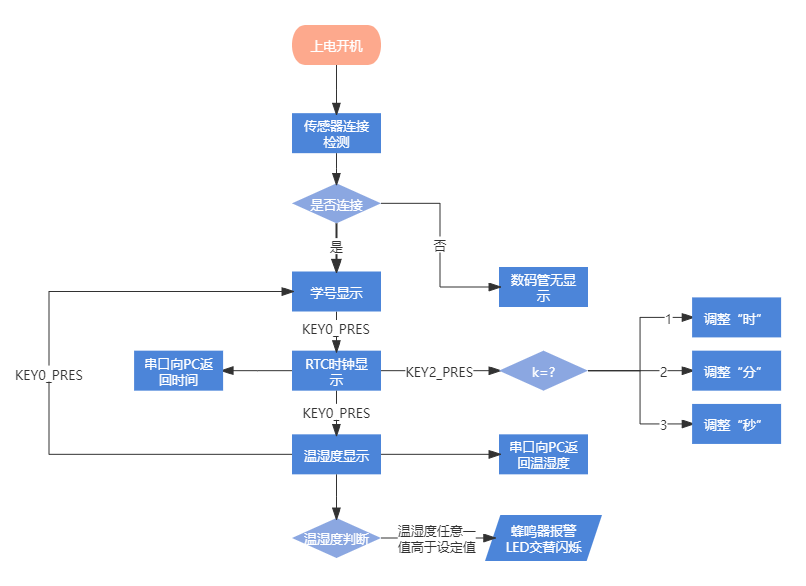 上电开机
传感器连接
检测
是否连接
是
否
学号显示
数码管无显
示
KEY0_PRES
1
调整“时”
串口向PC返
回时间
RTC时钟显
示
KEY2_PRES
k=?
2
调整“分”
KEY0_PRES
KEY0_PRES
3
调整“秒”
温湿度显示
串口向PC返
回温湿度
温湿度判断
温湿度任意一
值高于设定值
蜂鸣器报警
LED交替闪烁